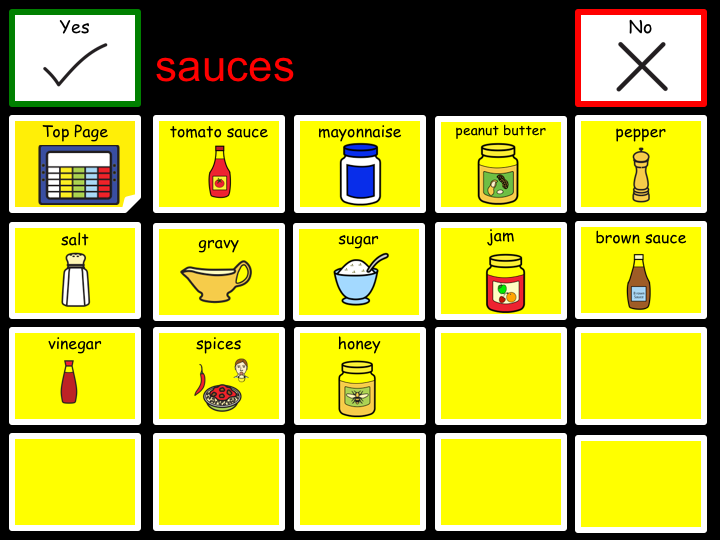 Yes
sauces
No
Top Page
tomato sauce
mayonnaise
peanut butter
pepper
salt
gravy
sugar
jam
brown sauce
vinegar
spices
honey